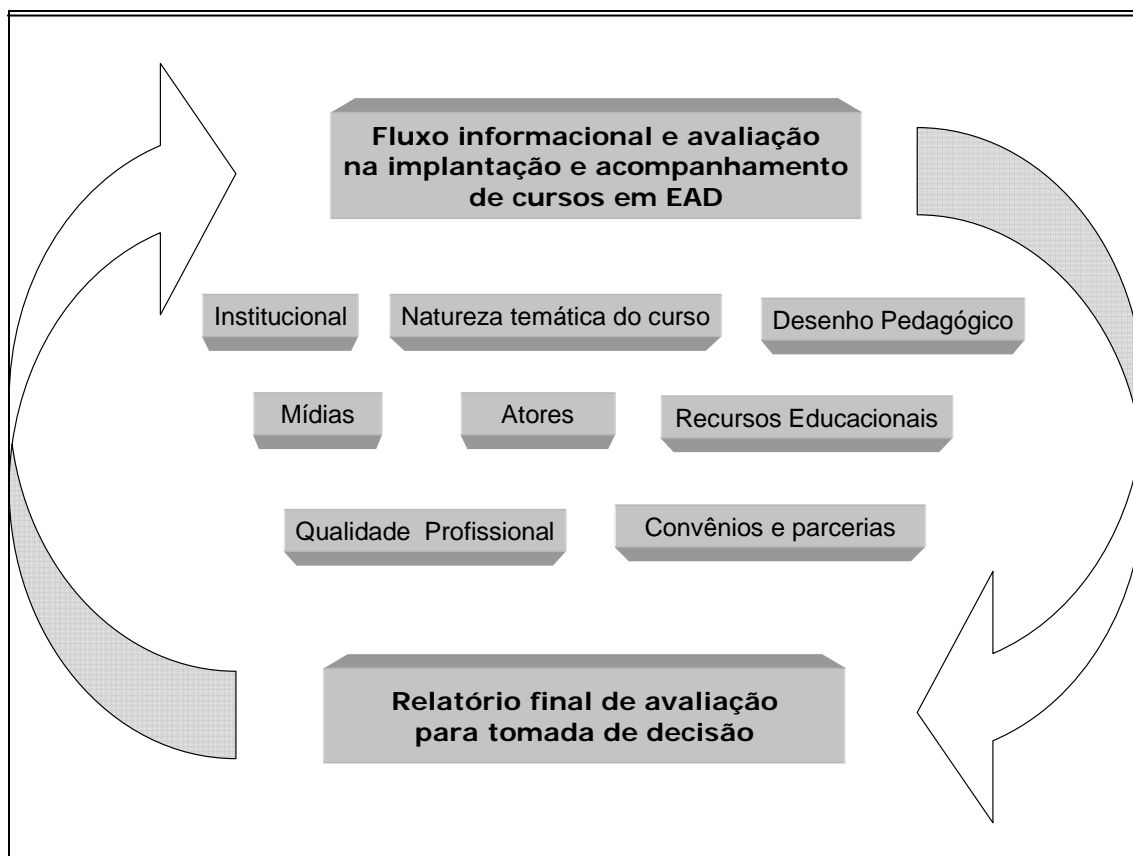 Fluxo informacional e avaliação
na implantação e acompanhamento
de cursos em EAD
Institucional
Natureza temática do curso
Desenho Pedagógico
Mídias
Atores
Recursos Educacionais
Qualidade Profissional
Convênios e parcerias
Relatório final de avaliação
para tomada de decisão